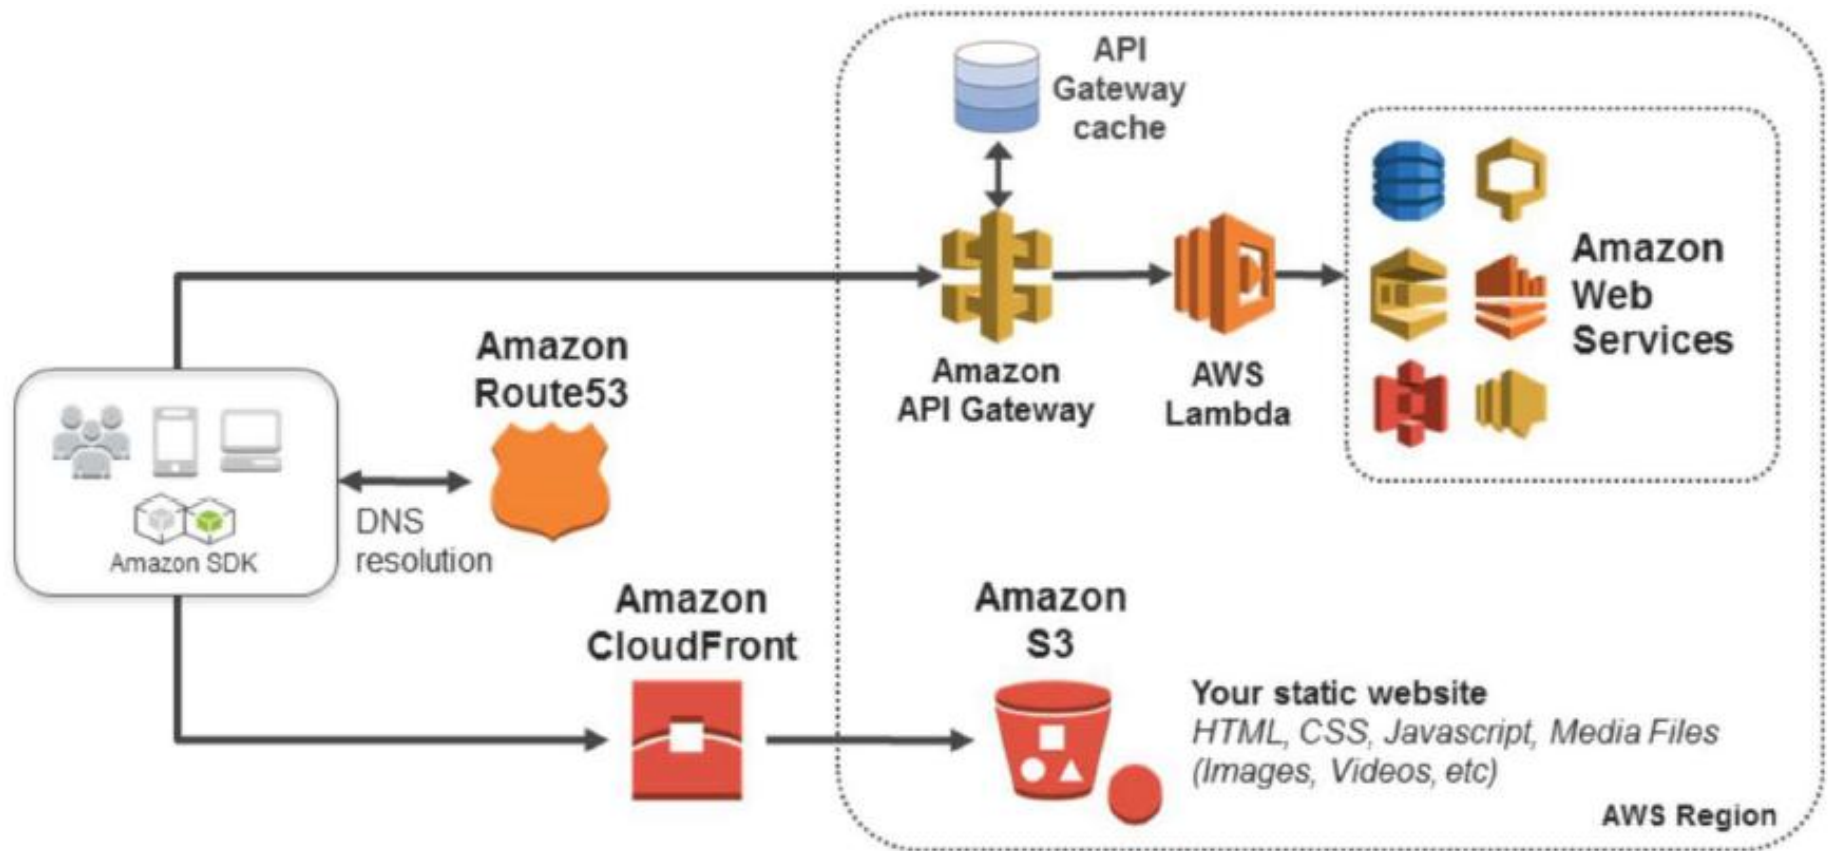 API
Gateway
cache
Amazon
Web
Services
Amazon
API Gateway
AWS
Lambda
Amazon
Route53
DNS
resolution
Amazon SDK
Amazon
CloudFront
Amazon
S3
Your static website
HTML, CSS, Javascript, Media Files
(Images, Videos, etc)
AWS Region